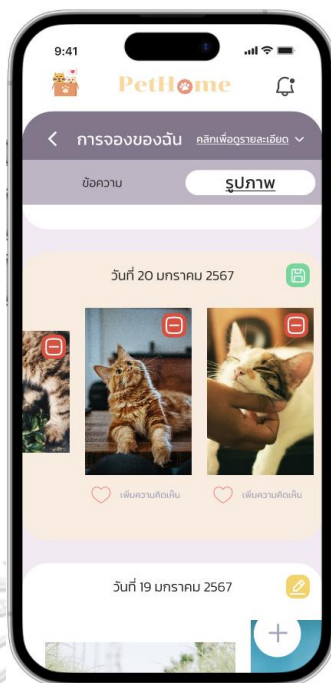 9:41
PetHome
การจองของฉัน คลิกเพื่อดูรายละเอียด
ข้อความ รูปภาพ
วันที่ 20 มกราคม 2567
เพิ่มความคิดเห็น เพิ่มความคิดเห็น
วันที่ 19 มกราคม 2567